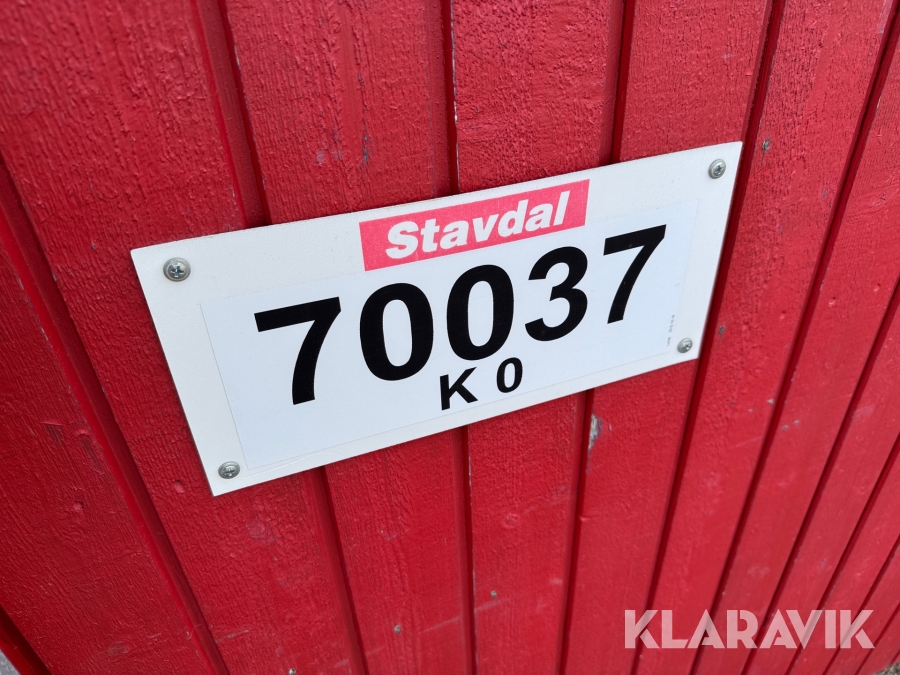 Stavdal
70037
K 0
KLARAVIK